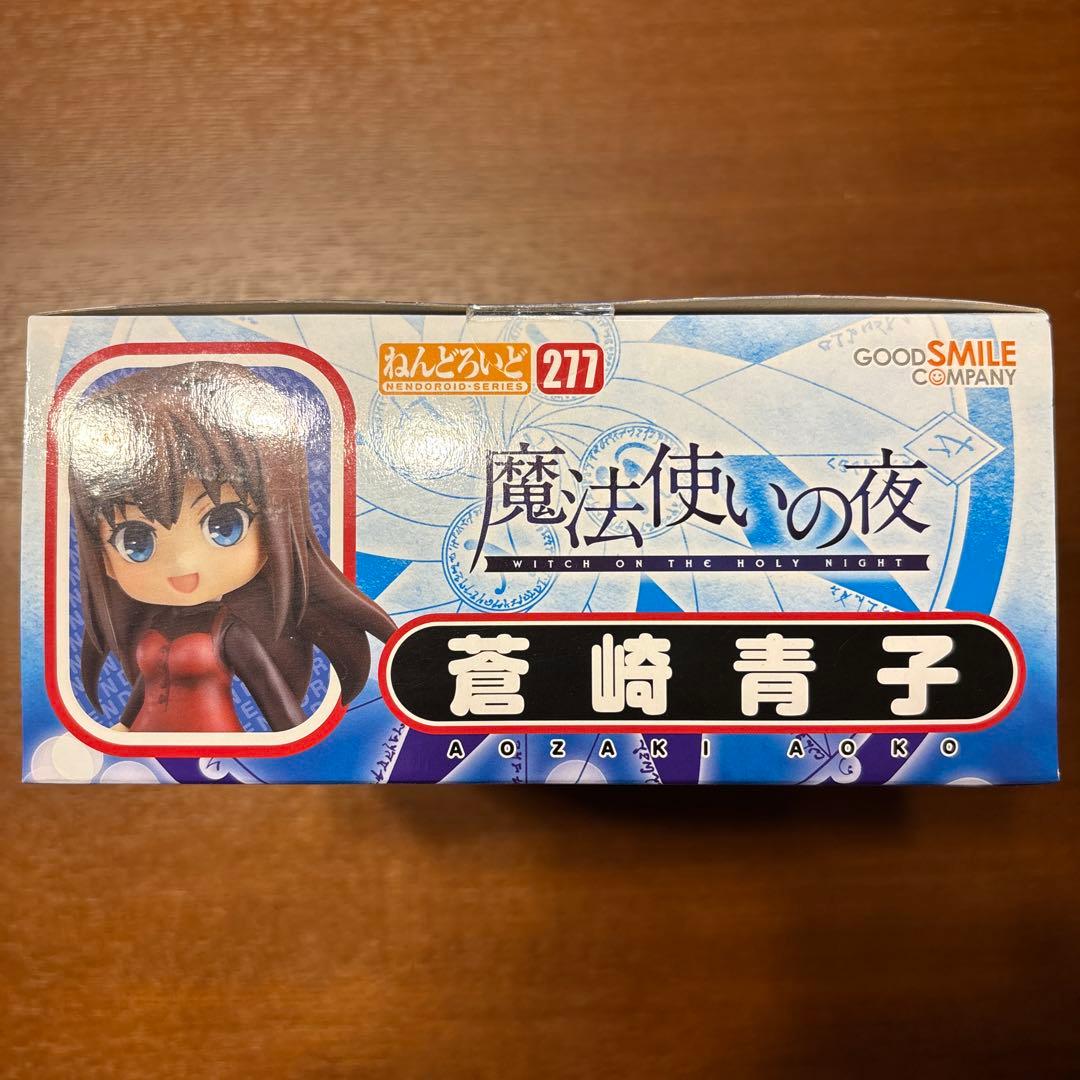 ねんどろいど
NENDOROID·SERIES
277
GOOD SMILE
COMPANY
魔法使いの夜
WITCH ON THE HOLY NIGHT
蒼崎青子
AOZAKI AOKO